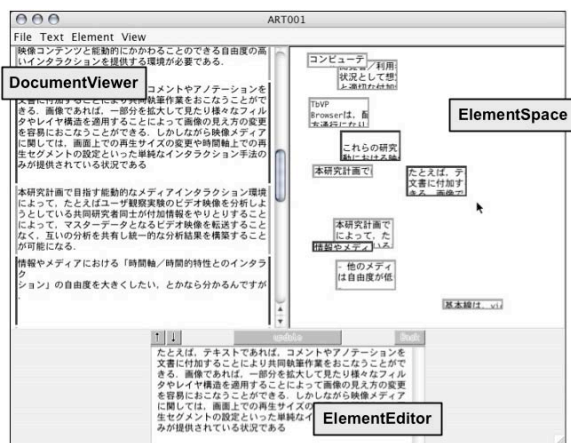 ART001
File Text Element View
映像コンテンツと能動的にかかわることのできる自由度の高
いインタラクションを提供する環境が必要である.
DocumentViewer
コメントやアノテーションを
文書に付加することにより共同執筆作業をおこなうことがで
きる. 画像であれば, 一部分を拡大して見たり様々なフィル
タやレイヤ構造を適用することによって画像の見え方の変更
を容易におこなうことができる. しかしながら映像メディア
に関しては, 画面上での再生サイズの変更や時間軸上での再
生セグメントの設定といった単純なインタラクション手法の
みが提供されている状況である
本研究計画で目指す能動的なメディアインタラクション環境
によって, たとえばユーザ観察実験のビデオ映像を分析しよ
うとしている共同研究者同士が付加情報をやりとりすること
によって, マスターデータとなるビデオ映像を転送すること
なく, 互いの分析を共有し統一的な分析結果を構築すること
が可能になる.
情報やメディアにおける「時間軸／時間的特性とのインタラ
ク
ション」の自由度を大きくしたい, とかなら分かるんですが
.
コンピューテ
／利用
状況として想
TbVP
Browserは, 配
ElementSpace
これらの研究
本研究計画で
たとえば, テ
文書に付加す
きる. 画像で
本研究計画で
によって, た
情報やメディ
- 他のメディ
は自由度が低
基本線は, vi
↑ ↓
たとえば, テキストであれば, コメントやアノテーションを
文書に付加することにより共同執筆作業をおこなうことがで
きる. 画像であれば, 一部分を拡大して見たり様々なフィル
タやレイヤ構造を適用することによって画像の見え方の変更
を容易におこなうことができる. しかしながら映像メディア
に関しては, 画面上での再生サイズの
生セグメントの設定といった単純なイ
みが提供されている状況である
ElementEditor